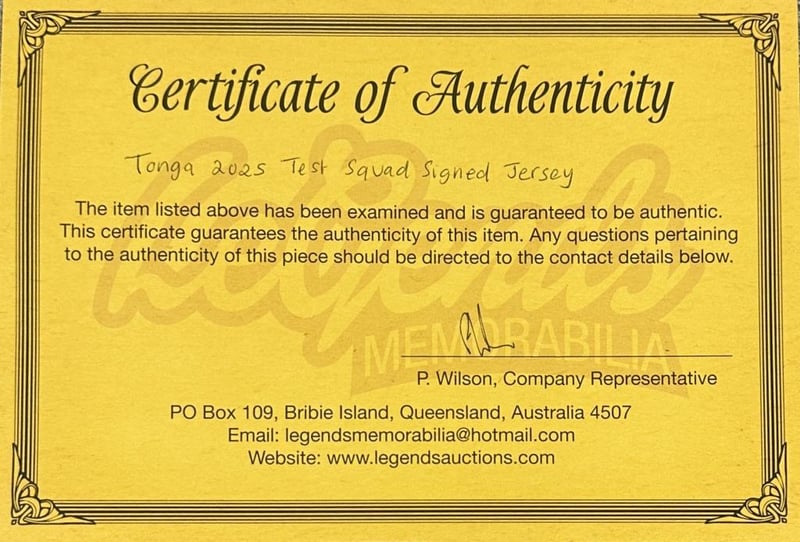 Certificate of Authenticity
Tonga 2025 Test Squad Signed Jersey
The item listed above has been examined and is guaranteed to be authentic.
This certificate guarantees the authenticity of this item. Any questions pertaining
to the authenticity of this piece should be directed to the contact details below.
Legends
MEMORABILIA
P. Wilson, Company Representative
PO Box 109, Bribie Island, Queensland, Australia 4507
Email: legendsmemorabilia@hotmail.com
Website: www.legendsauctions.com